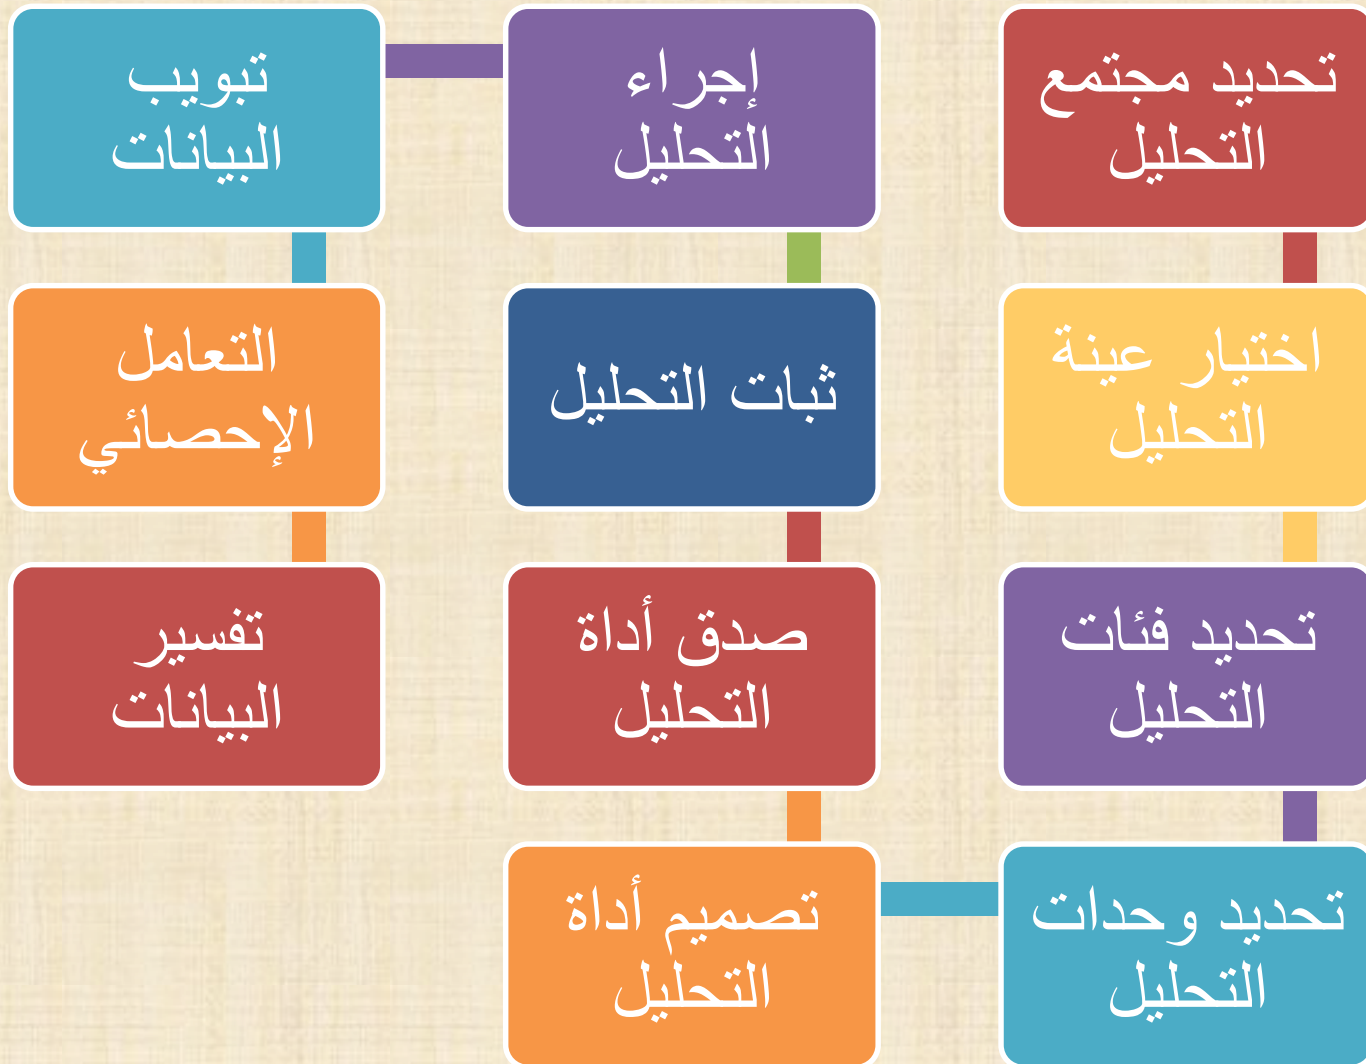 تحديد مجتمع
التحليل
اختيار عينة
التحليل
تحديد فئات
التحليل
تحديد وحدات
التحليل
تصميم أداة
التحليل
صدق أداة
التحليل
ثبات التحليل
إجراء
التحليل
تبويب
البيانات
التعامل
الإحصائي
تفسير
البيانات